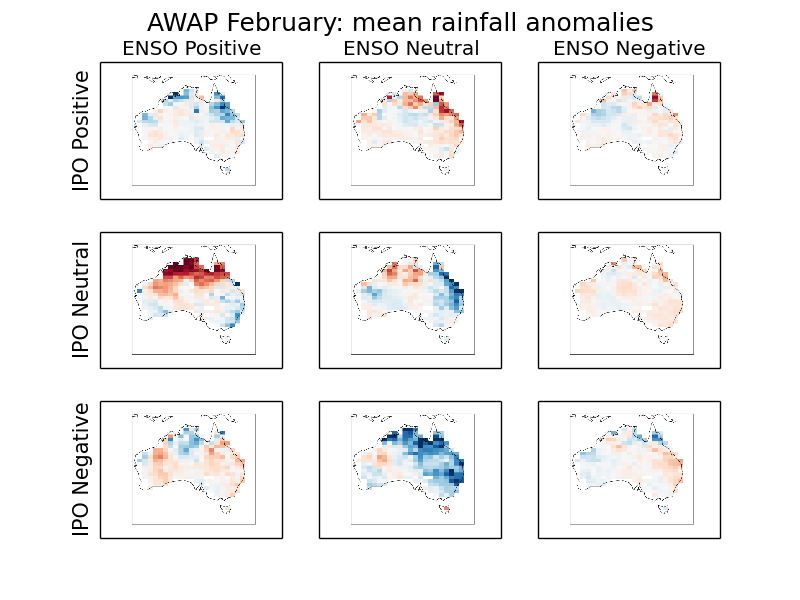 AWAP February: mean rainfall anomalies
ENSO Positive
ENSO Neutral
ENSO Negative
IPO Positive
IPO Neutral
IPO Negative